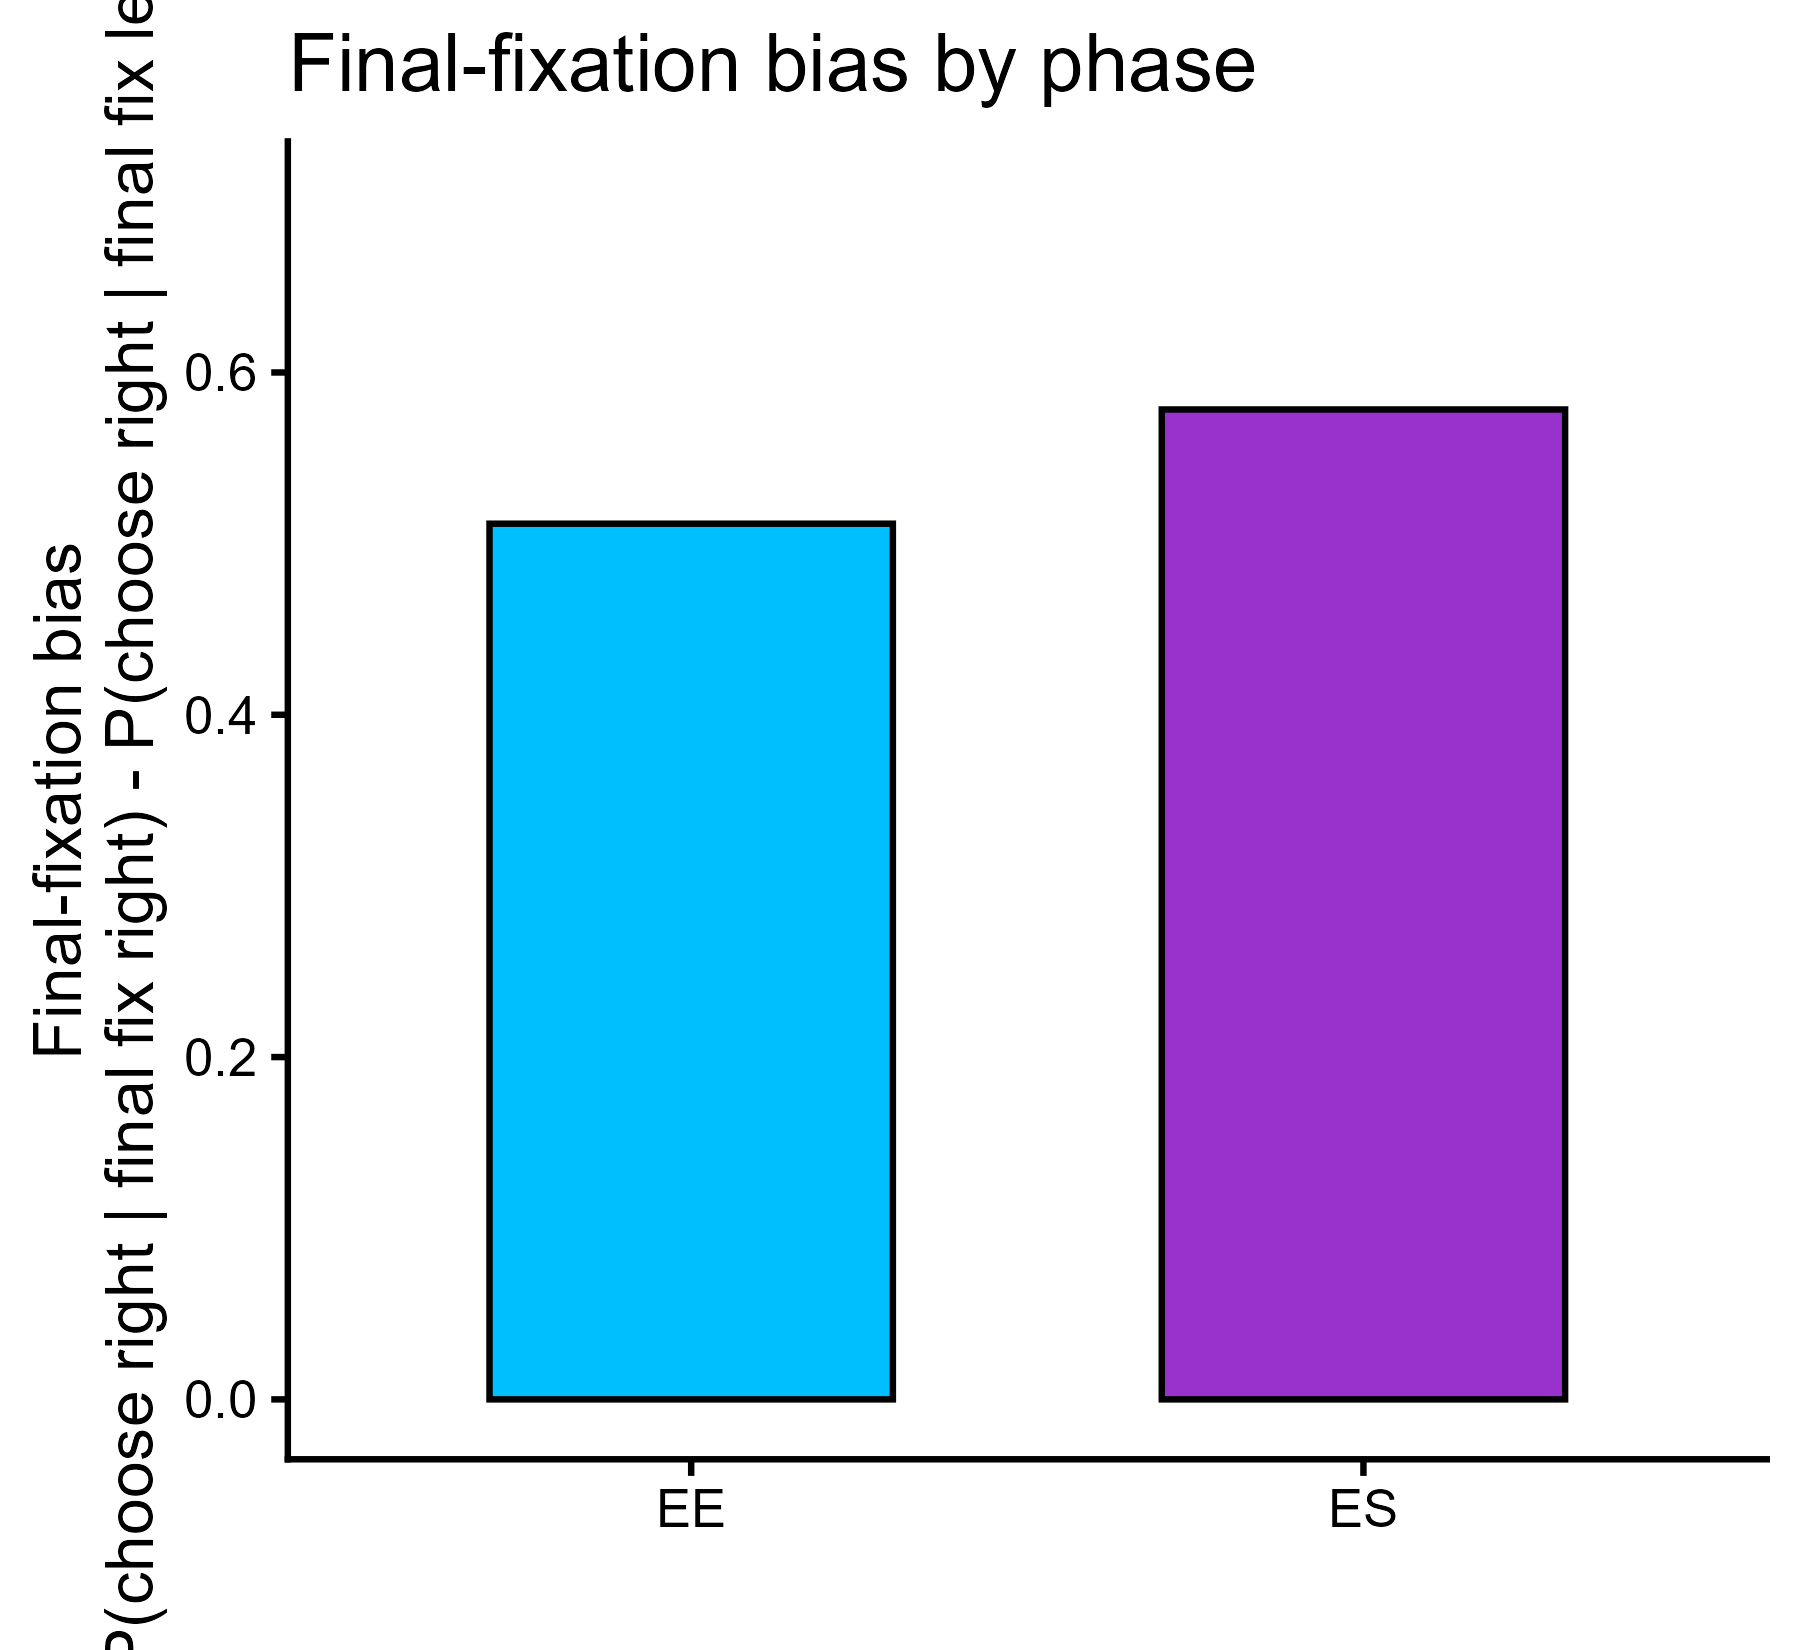 Final-fixation bias by phase
Final-fixation bias
P(choose right | final fix right) - P(choose right | final fix le
0.6
0.4
0.2
0.0
EE
ES